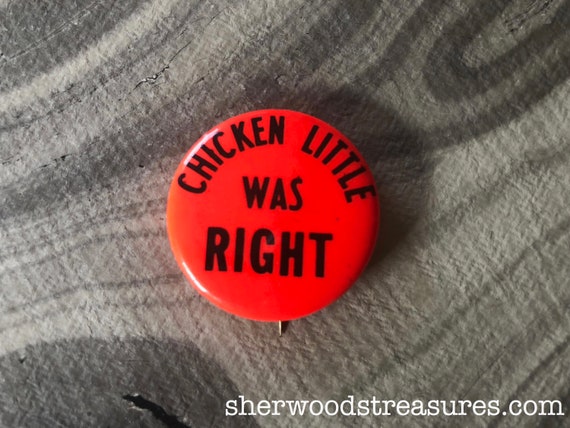 CHICKEN LITTLE
WAS
RIGHT
sherwoodstreasures.com